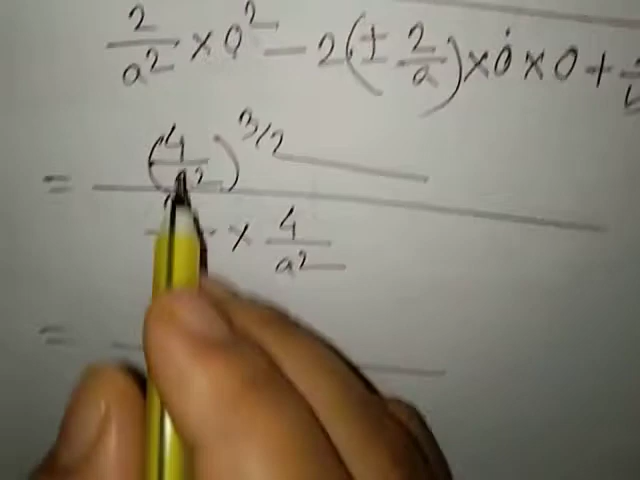 2/a² × 0² − 2(± 2/a) × 0 × 0 +
= (4/a²)^3/2
× 4/a²
=